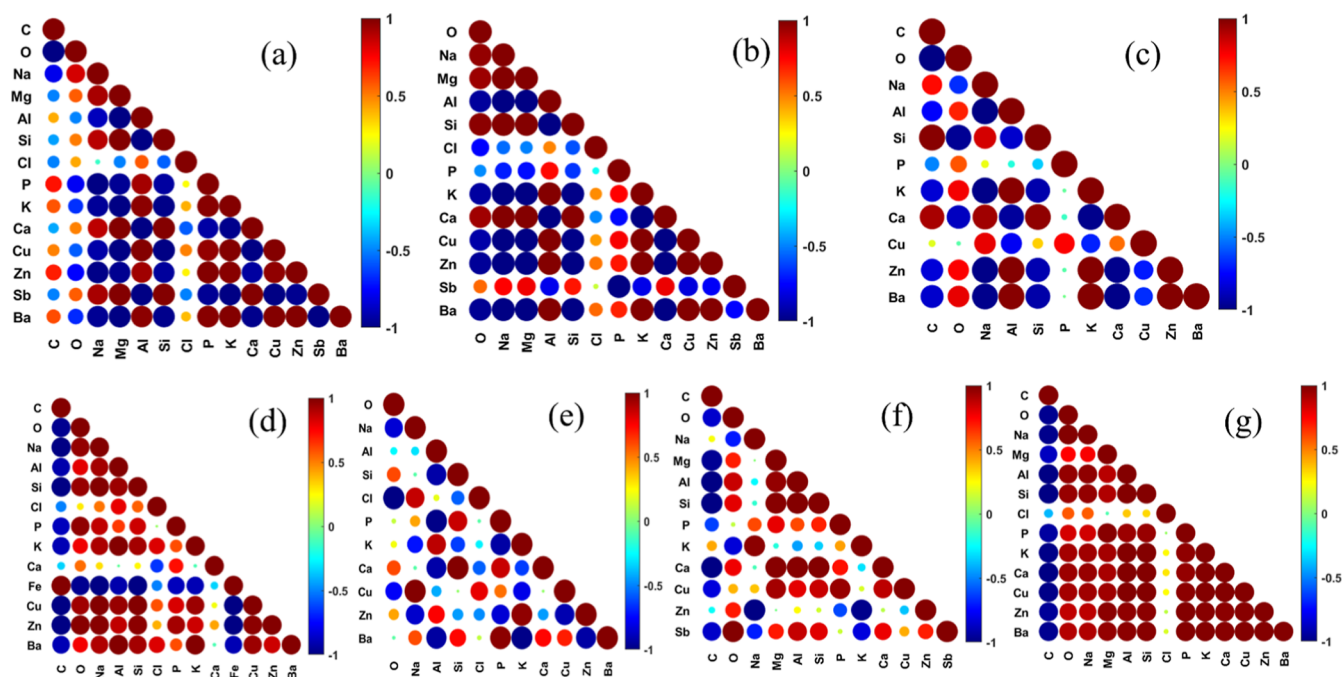 (a)
C
O
Na
Mg
Al
Si
Cl
P
K
Ca
Cu
Zn
Sb
Ba
C O Na Mg Al Si Cl P K Ca Cu Zn Sb Ba
1
0.5
0
-0.5
-1
(b)
O
Na
Mg
Al
Si
Cl
P
K
Ca
Cu
Zn
Sb
Ba
O Na Mg Al Si Cl P K Ca Cu Zn Sb Ba
1
0.5
0
-0.5
-1
(c)
C
O
Na
Al
Si
P
K
Ca
Cu
Zn
Ba
C O Na Al Si P K Ca Cu Zn Ba
1
0.5
0
-0.5
-1
(d)
C
O
Na
Al
Si
Cl
P
K
Ca
Fe
Cu
Zn
Ba
C O Na Al Si Cl P K Ca Fe Cu Zn Ba
1
0.5
0
-0.5
-1
(e)
O
Na
Al
Si
Cl
P
K
Ca
Cu
Zn
Ba
O Na Al Si Cl P K Ca Cu Zn Ba
1
0.5
0
-0.5
-1
(f)
C
O
Na
Mg
Al
Si
P
K
Ca
Cu
Zn
Sb
C O Na Mg Al Si P K Ca Cu Zn Sb
1
0.5
0
-0.5
-1
(g)
C
O
Na
Mg
Al
Si
Cl
P
K
Ca
Cu
Zn
Ba
C O Na Mg Al Si Cl P K Ca Cu Zn Ba
1
0.5
0
-0.5
-1